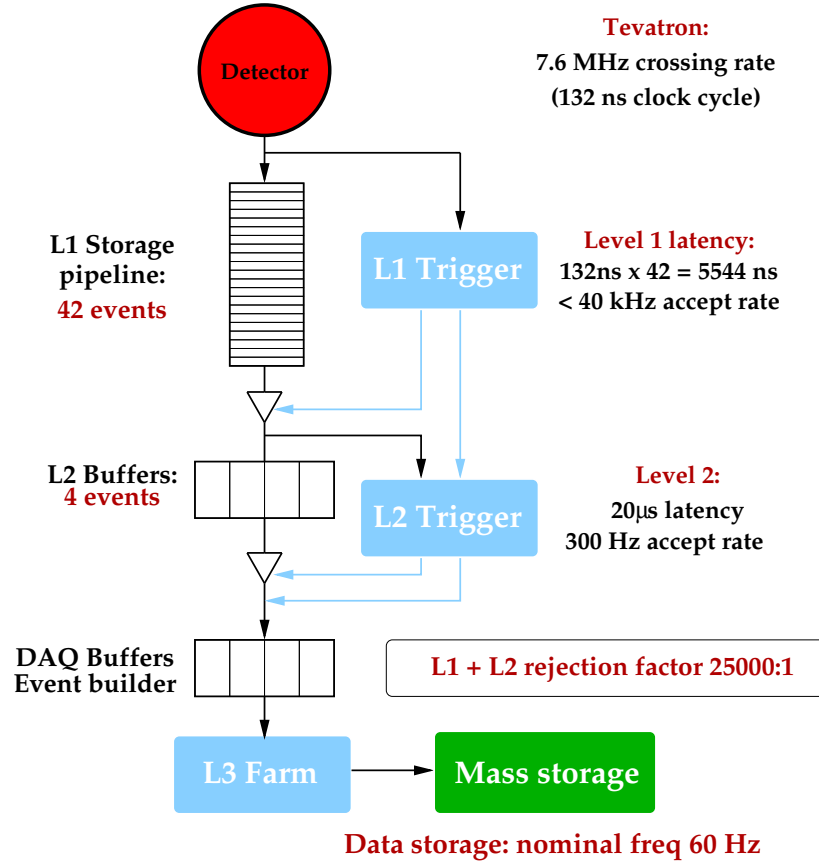 Detector
Tevatron:
7.6 MHz crossing rate
(132 ns clock cycle)
L1 Storage
pipeline:
42 events
L1 Trigger
Level 1 latency:
132ns x 42 = 5544 ns
< 40 kHz accept rate
L2 Buffers:
4 events
L2 Trigger
Level 2:
20μs latency
300 Hz accept rate
DAQ Buffers
Event builder
L1 + L2 rejection factor 25000:1
L3 Farm
Mass storage
Data storage: nominal freq 60 Hz